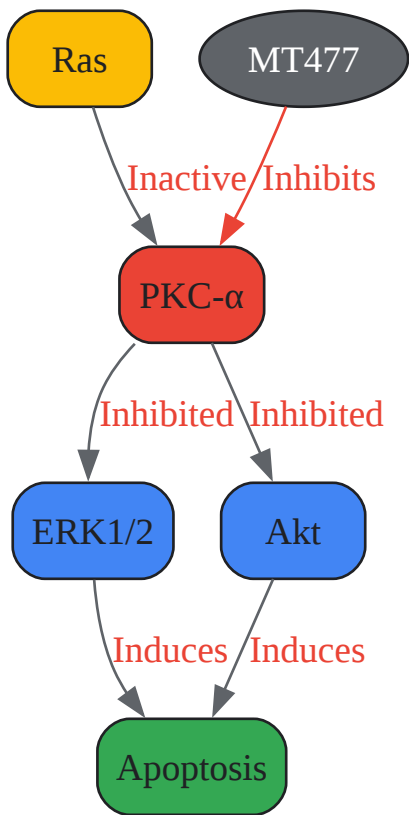 Ras
MT477
Inactive
Inhibits
PKC-α
Inhibited
Inhibited
ERK1/2
Akt
Induces
Induces
Apoptosis